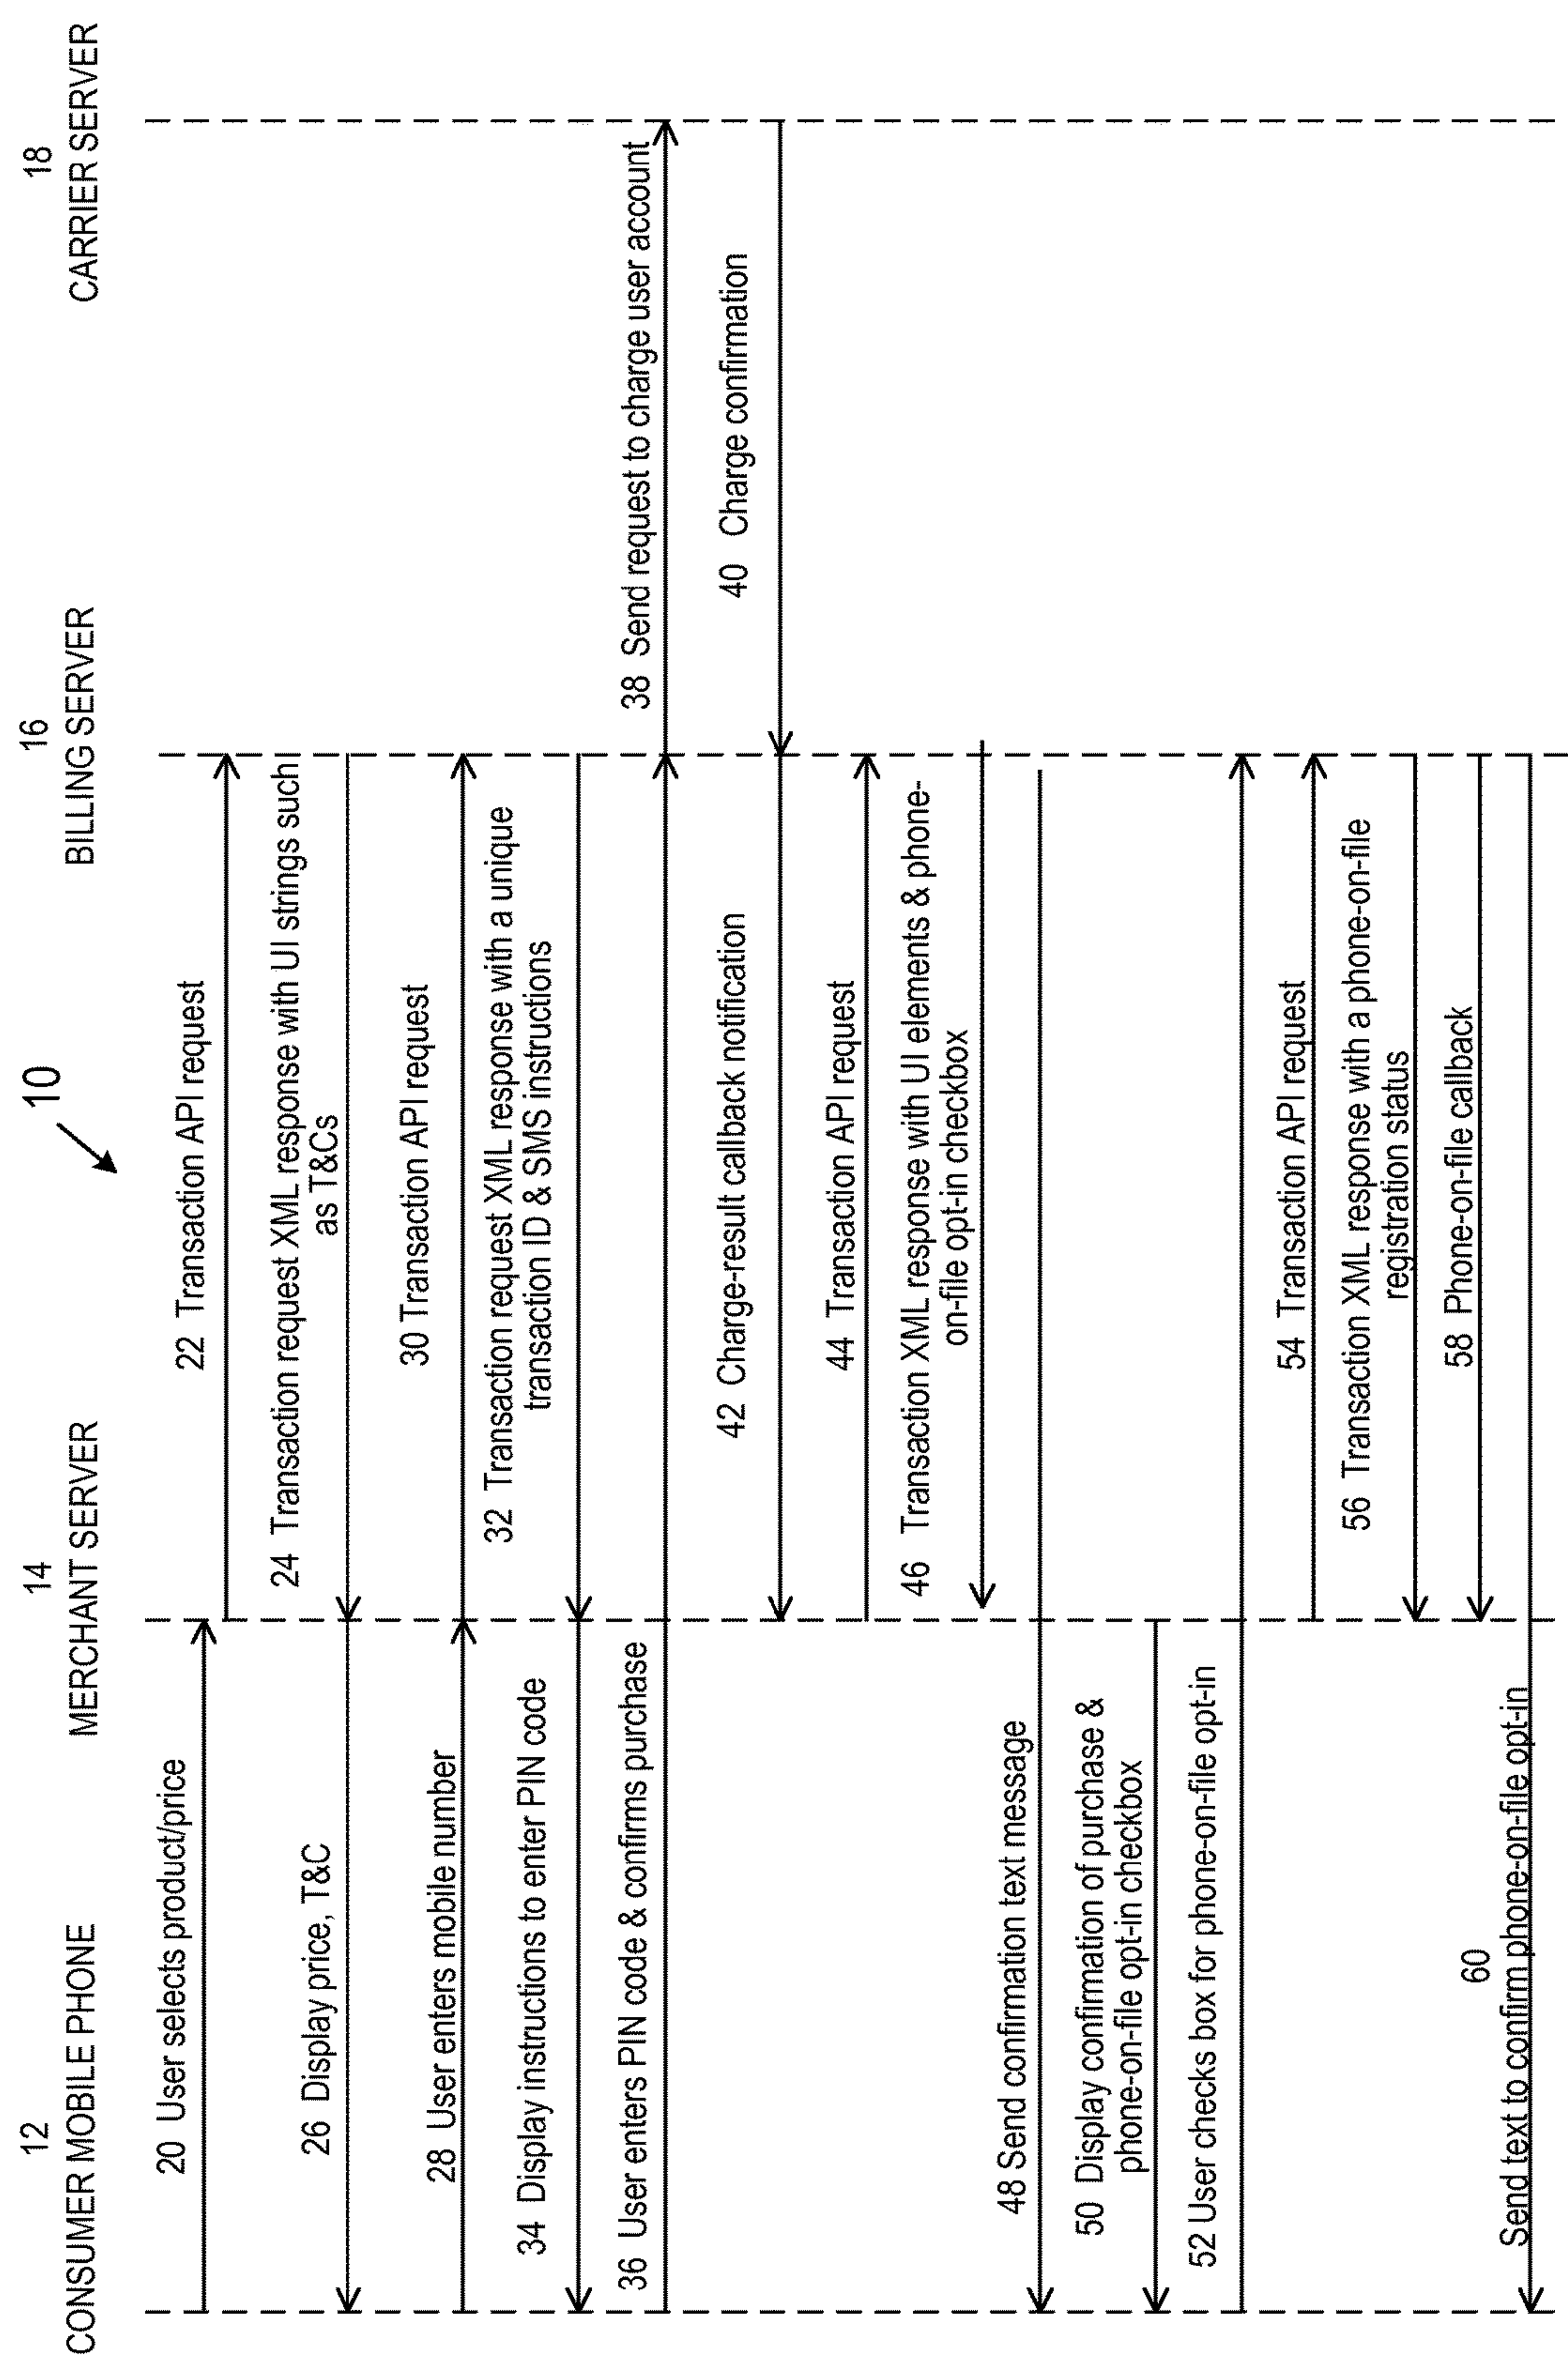 10
12
CONSUMER MOBILE PHONE
14
MERCHANT SERVER
16
BILLING SERVER
18
CARRIER SERVER
20 User selects product/price
22 Transaction API request
24 Transaction request XML response with UI strings such
as T&Cs
26 Display price, T&C
28 User enters mobile number
30 Transaction API request
32 Transaction request XML response with a unique
transaction ID & SMS instructions
34 Display instructions to enter PIN code
36 User enters PIN code & confirms purchase
38 Send request to charge user account
40 Charge confirmation
42 Charge-result callback notification
44 Transaction API request
46 Transaction XML response with UI elements & phone-
on-file opt-in checkbox
48 Send confirmation text message
50 Display confirmation of purchase &
phone-on-file opt-in checkbox
52 User checks box for phone-on-file opt-in
54 Transaction API request
56 Transaction XML response with a phone-on-file
registration status
58 Phone-on-file callback
60
Send text to confirm phone-on-file opt-in